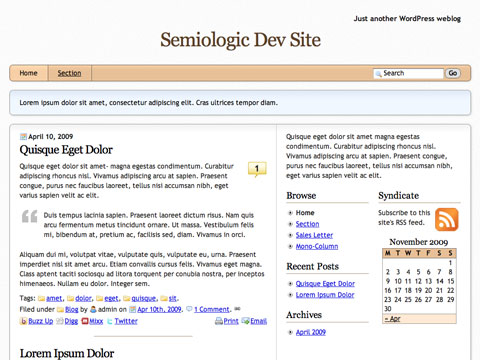 Just another WordPress weblog
Semiologic Dev Site
Home
Section
Search
Go
Lorem ipsum dolor sit amet, consectetur adipiscing elit. Cras ultrices tempor diam.
April 10, 2009
Quisque Eget Dolor
1
Quisque eget dolor sit amet- magna egestas condimentum. Curabitur
adipiscing rhoncus nisl. Vivamus adipiscing arcu at sapien. Praesent
congue, purus nec faucibus laoreet, tellus nisi accumsan nibh, eget
varius sapien velit ac elit.
Duis tempus lacinia sapien. Praesent laoreet dictum risus. Nam quis
arcu fermentum metus tincidunt ornare. Ut massa. Vestibulum felis
mi, bibendum at, pretium ac, facilisis sed, diam. Vivamus in orci.
Aliquam dui mi, volutpat vitae, vulputate quis, vulputate eu, urna. Praesent
imperdiet nisi sit amet arcu. Etiam convallis cursus felis. Vivamus et magna.
Class aptent taciti sociosqu ad litora torquent per conubia nostra, per inceptos
himenaeos. Nullam eu dolor. Integer sem.
Tags: amet, dolor, eget, quisque, sit.
Filed under Blog by admin on Apr 10th, 2009. 1 Comment.
Buzz Up Digg Mixx Twitter Print Email
Lorem Ipsum Dolor
Quisque eget dolor sit amet magna egestas condimentum.
Curabitur adipiscing rhoncus nisl. Vivamus adipiscing
arcu at sapien. Praesent congue, purus nec faucibus
laoreet, tellus nisi accumsan nibh, eget varius sapien
velit ac elit.
Browse
Home
Section
Sales Letter
Mono-Column
Recent Posts
Quisque Eget Dolor
Lorem Ipsum Dolor
Archives
April 2009
Syndicate
Subscribe to this
site's RSS feed.
November 2009
M T W T F S S
1
2 3 4 5 6 7 8
9 10 11 12 13 14 15
16 17 18 19 20 21 22
23 24 25 26 27 28 29
30
« Apr